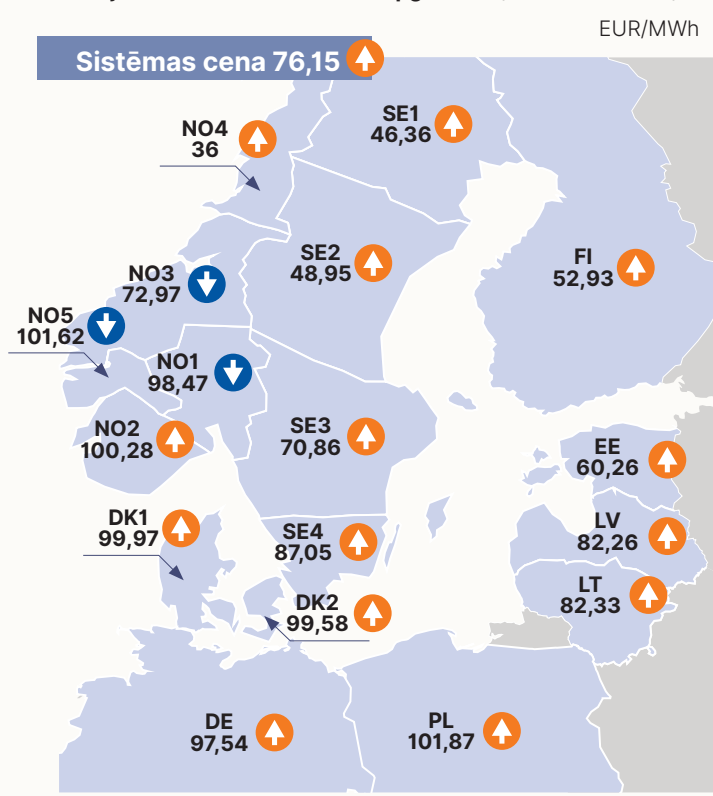 EUR/MWh
Sistēmas cena 76,15
SE1
46,36
NO4
36
SE2
48,95
FI
52,93
NO3
72,97
NO5
101,62
NO1
98,47
NO2
100,28
SE3
70,86
EE
60,26
DK1
99,97
SE4
87,05
LV
82,26
LT
82,33
DK2
99,58
DE
97,54
PL
101,87